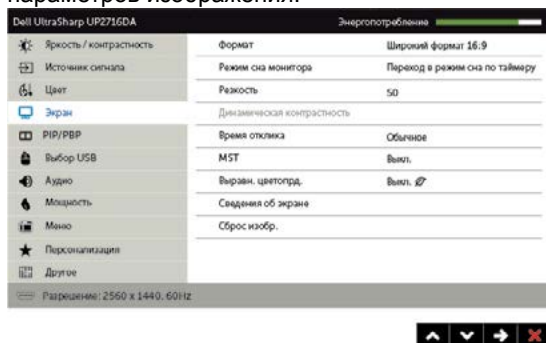 параметров изображения.
Dell UltraSharp UP2716DA Энергопотребление
Яркость / контрастность
Источник сигнала
Цвет
Экран
PIP/PBP
Выбор USB
Аудио
Мощность
Меню
Персонализация
Другое
Формат Широкий формат 16:9
Режим сна монитора Переход в режим сна по таймеру
Резкость 50
Динамическая контрастность
Время отклика Обычное
MST Выкл.
Выравн. цветопрд. Выкл.
Сведения об экране
Сброс изобр.
Разрешение: 2560 x 1440, 60Hz